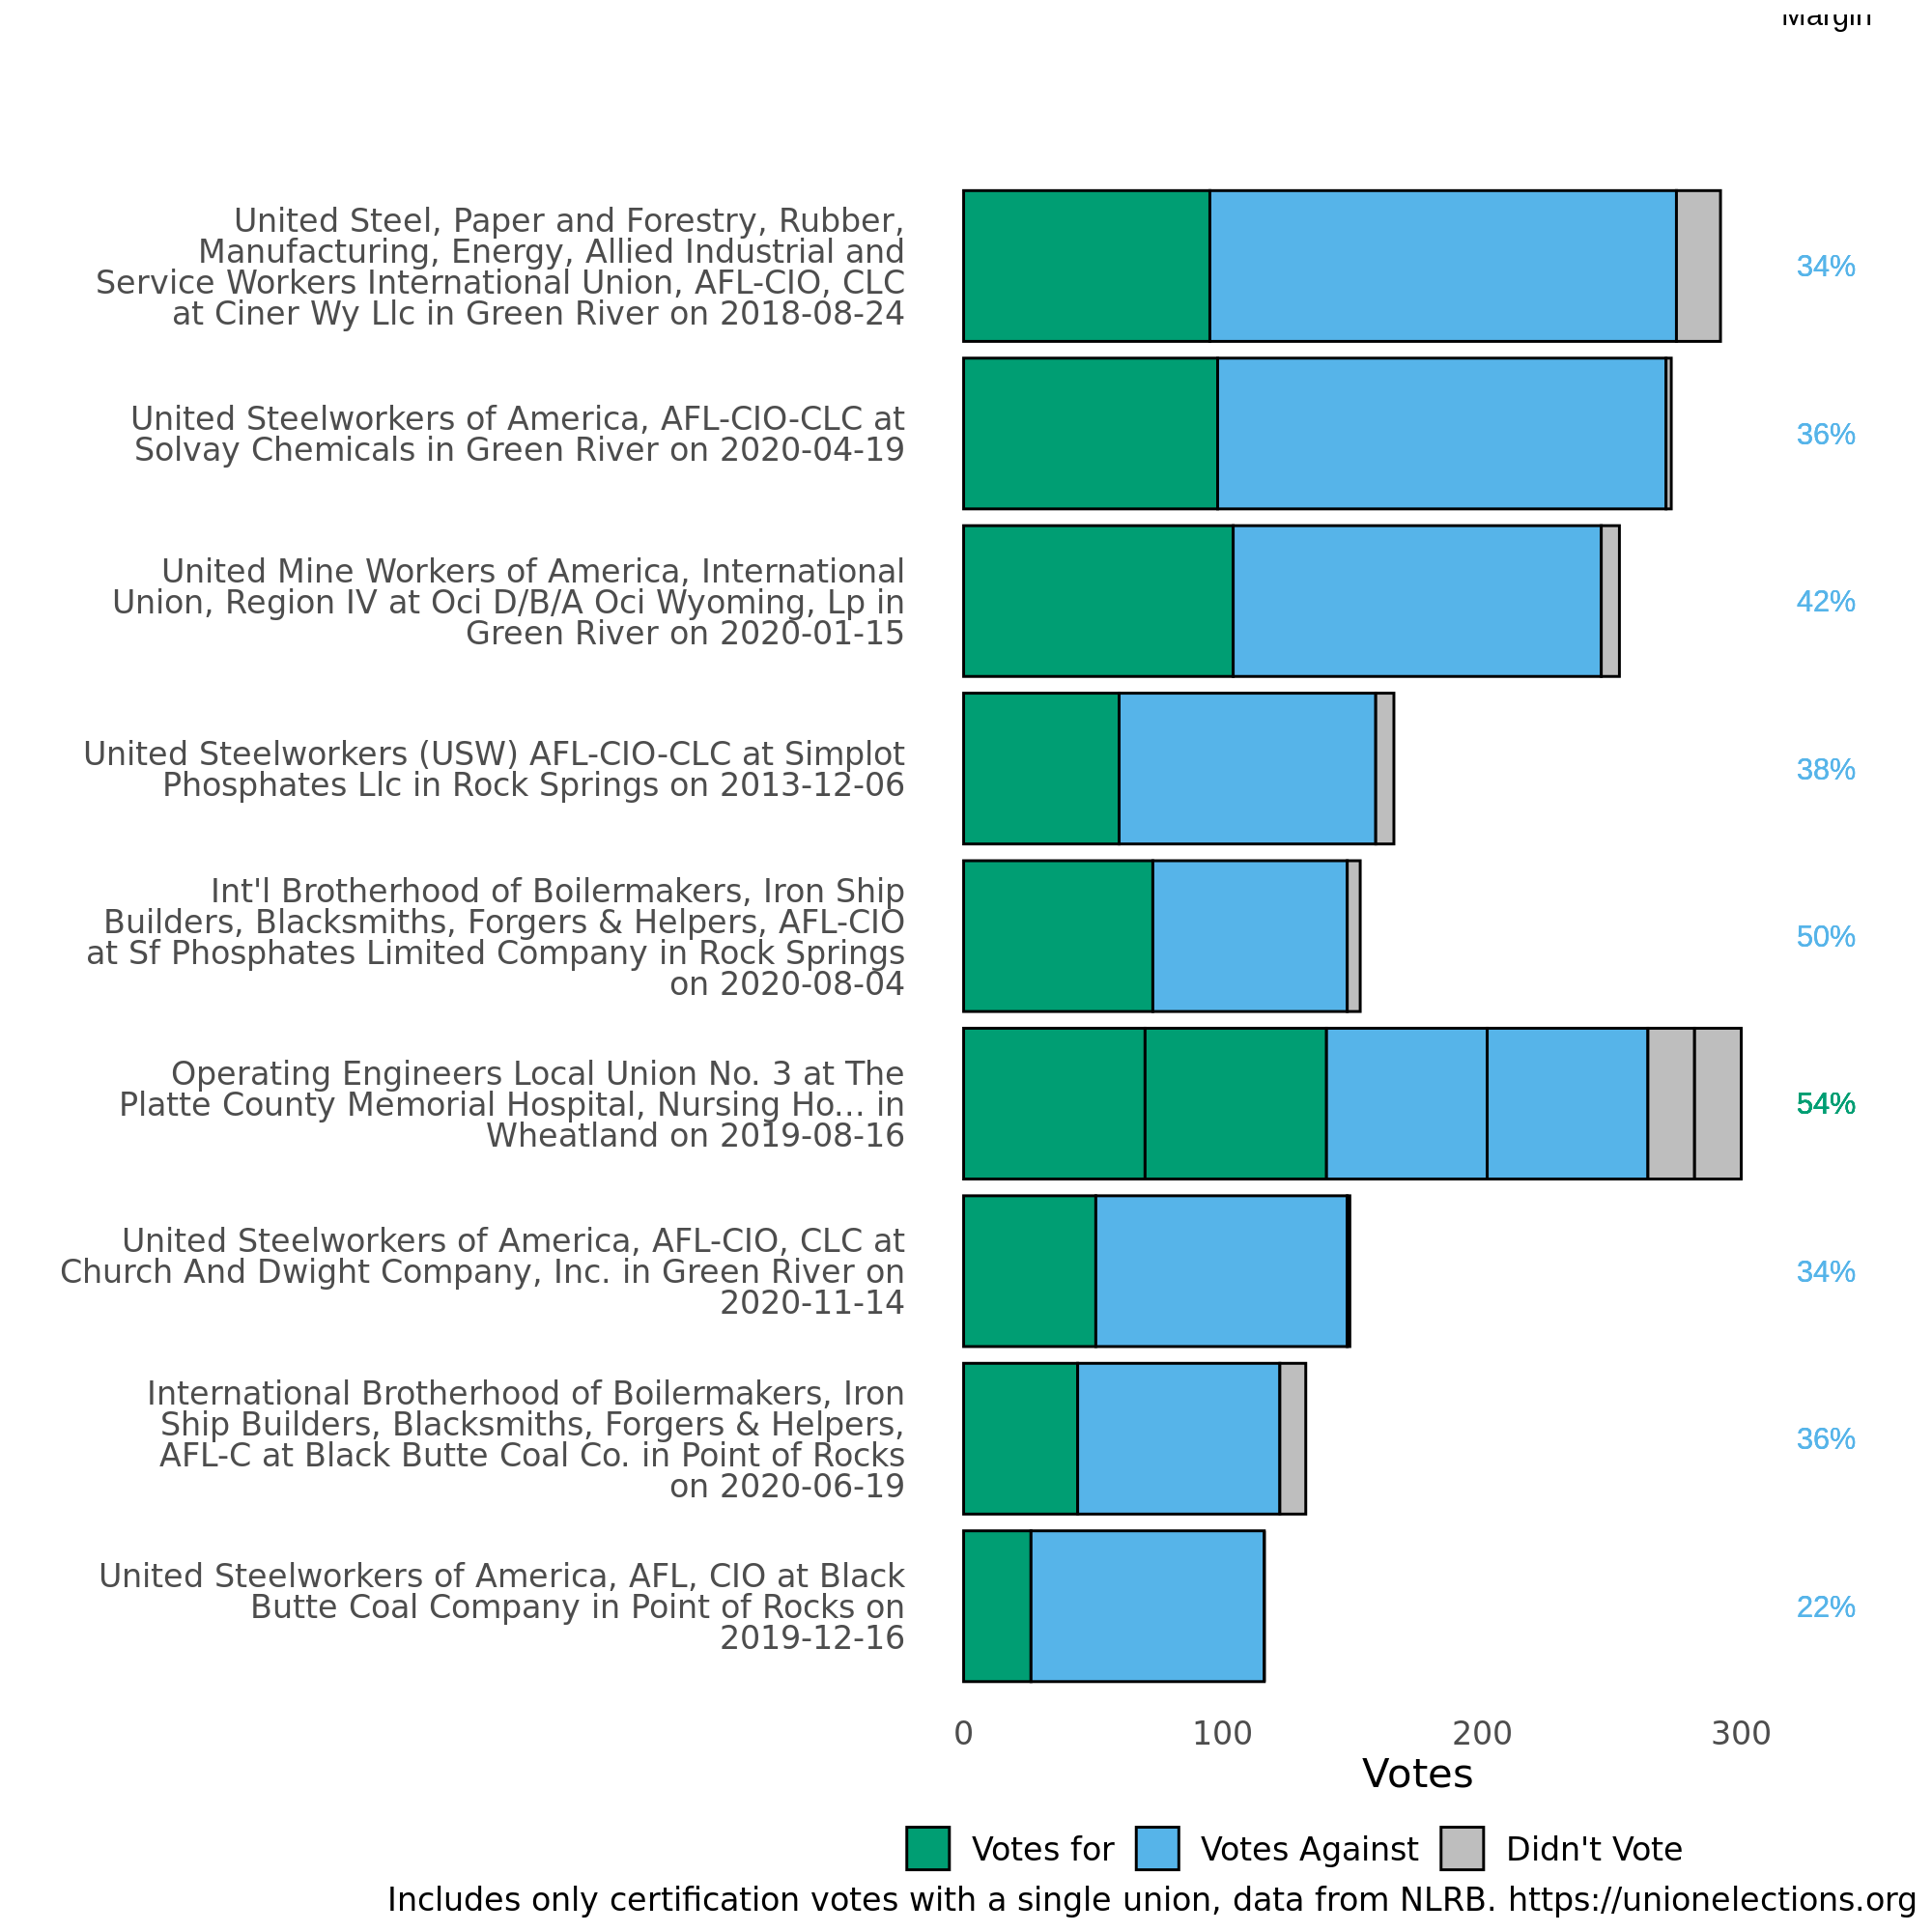 Margin
United Steel, Paper and Forestry, Rubber,
Manufacturing, Energy, Allied Industrial and
Service Workers International Union, AFL-CIO, CLC
at Ciner Wy Llc in Green River on 2018-08-24
34%
United Steelworkers of America, AFL-CIO-CLC at
Solvay Chemicals in Green River on 2020-04-19
36%
United Mine Workers of America, International
Union, Region IV at Oci D/B/A Oci Wyoming, Lp in
Green River on 2020-01-15
42%
United Steelworkers (USW) AFL-CIO-CLC at Simplot
Phosphates Llc in Rock Springs on 2013-12-06
38%
Int'l Brotherhood of Boilermakers, Iron Ship
Builders, Blacksmiths, Forgers & Helpers, AFL-CIO
at Sf Phosphates Limited Company in Rock Springs
on 2020-08-04
50%
Operating Engineers Local Union No. 3 at The
Platte County Memorial Hospital, Nursing Ho... in
Wheatland on 2019-08-16
54%
United Steelworkers of America, AFL-CIO, CLC at
Church And Dwight Company, Inc. in Green River on
2020-11-14
34%
International Brotherhood of Boilermakers, Iron
Ship Builders, Blacksmiths, Forgers & Helpers,
AFL-C at Black Butte Coal Co. in Point of Rocks
on 2020-06-19
36%
United Steelworkers of America, AFL, CIO at Black
Butte Coal Company in Point of Rocks on
2019-12-16
22%
0 100 200 300
Votes
Votes for Votes Against Didn't Vote
Includes only certification votes with a single union, data from NLRB. https://unionelections.org